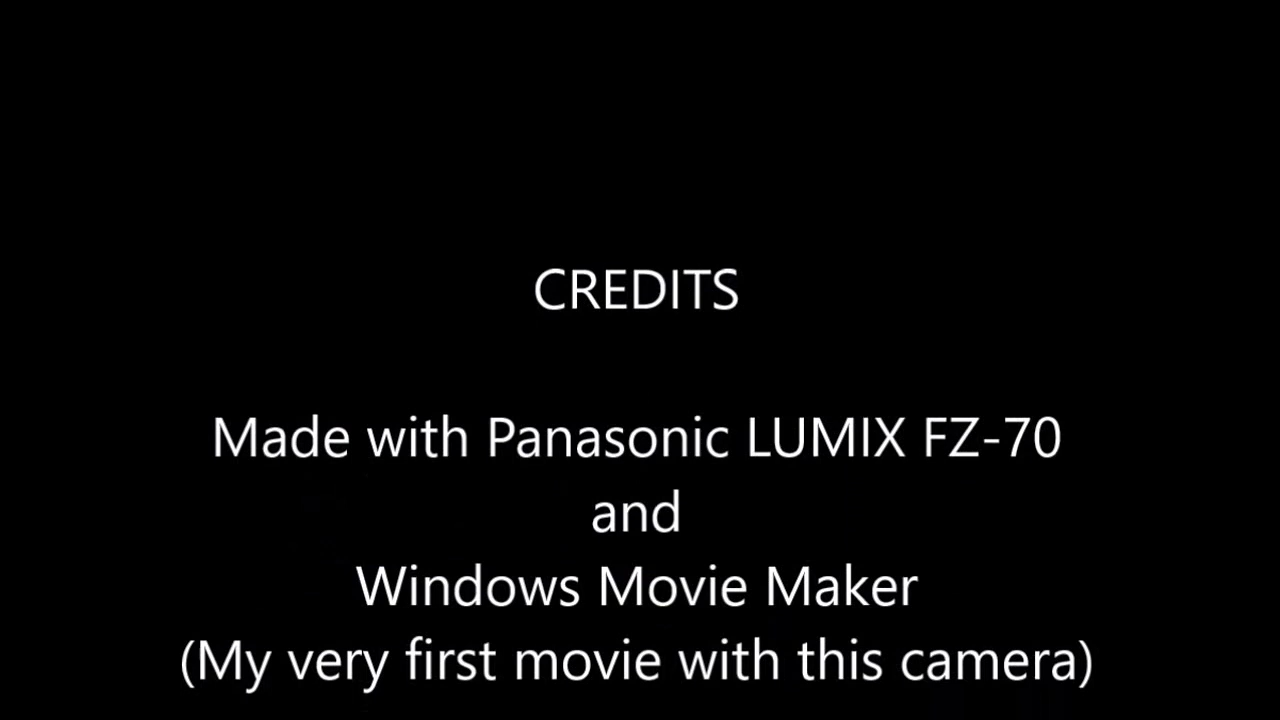 CREDITS
Made with Panasonic LUMIX FZ-70
and
Windows Movie Maker
(My very first movie with this camera)